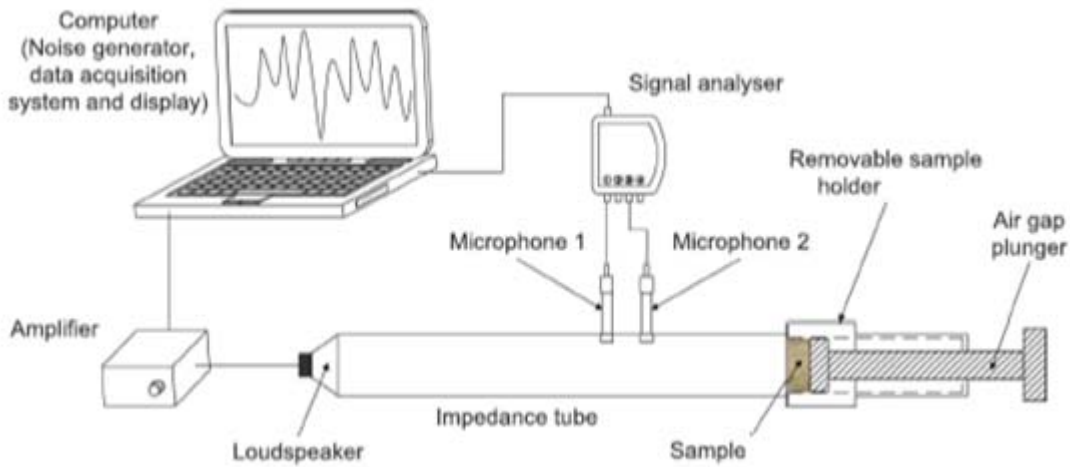 Computer
(Noise generator,
data acquisition
system and display)
Signal analyser
Removable sample
holder
Air gap
plunger
Microphone 1
Microphone 2
Amplifier
Impedance tube
Loudspeaker
Sample